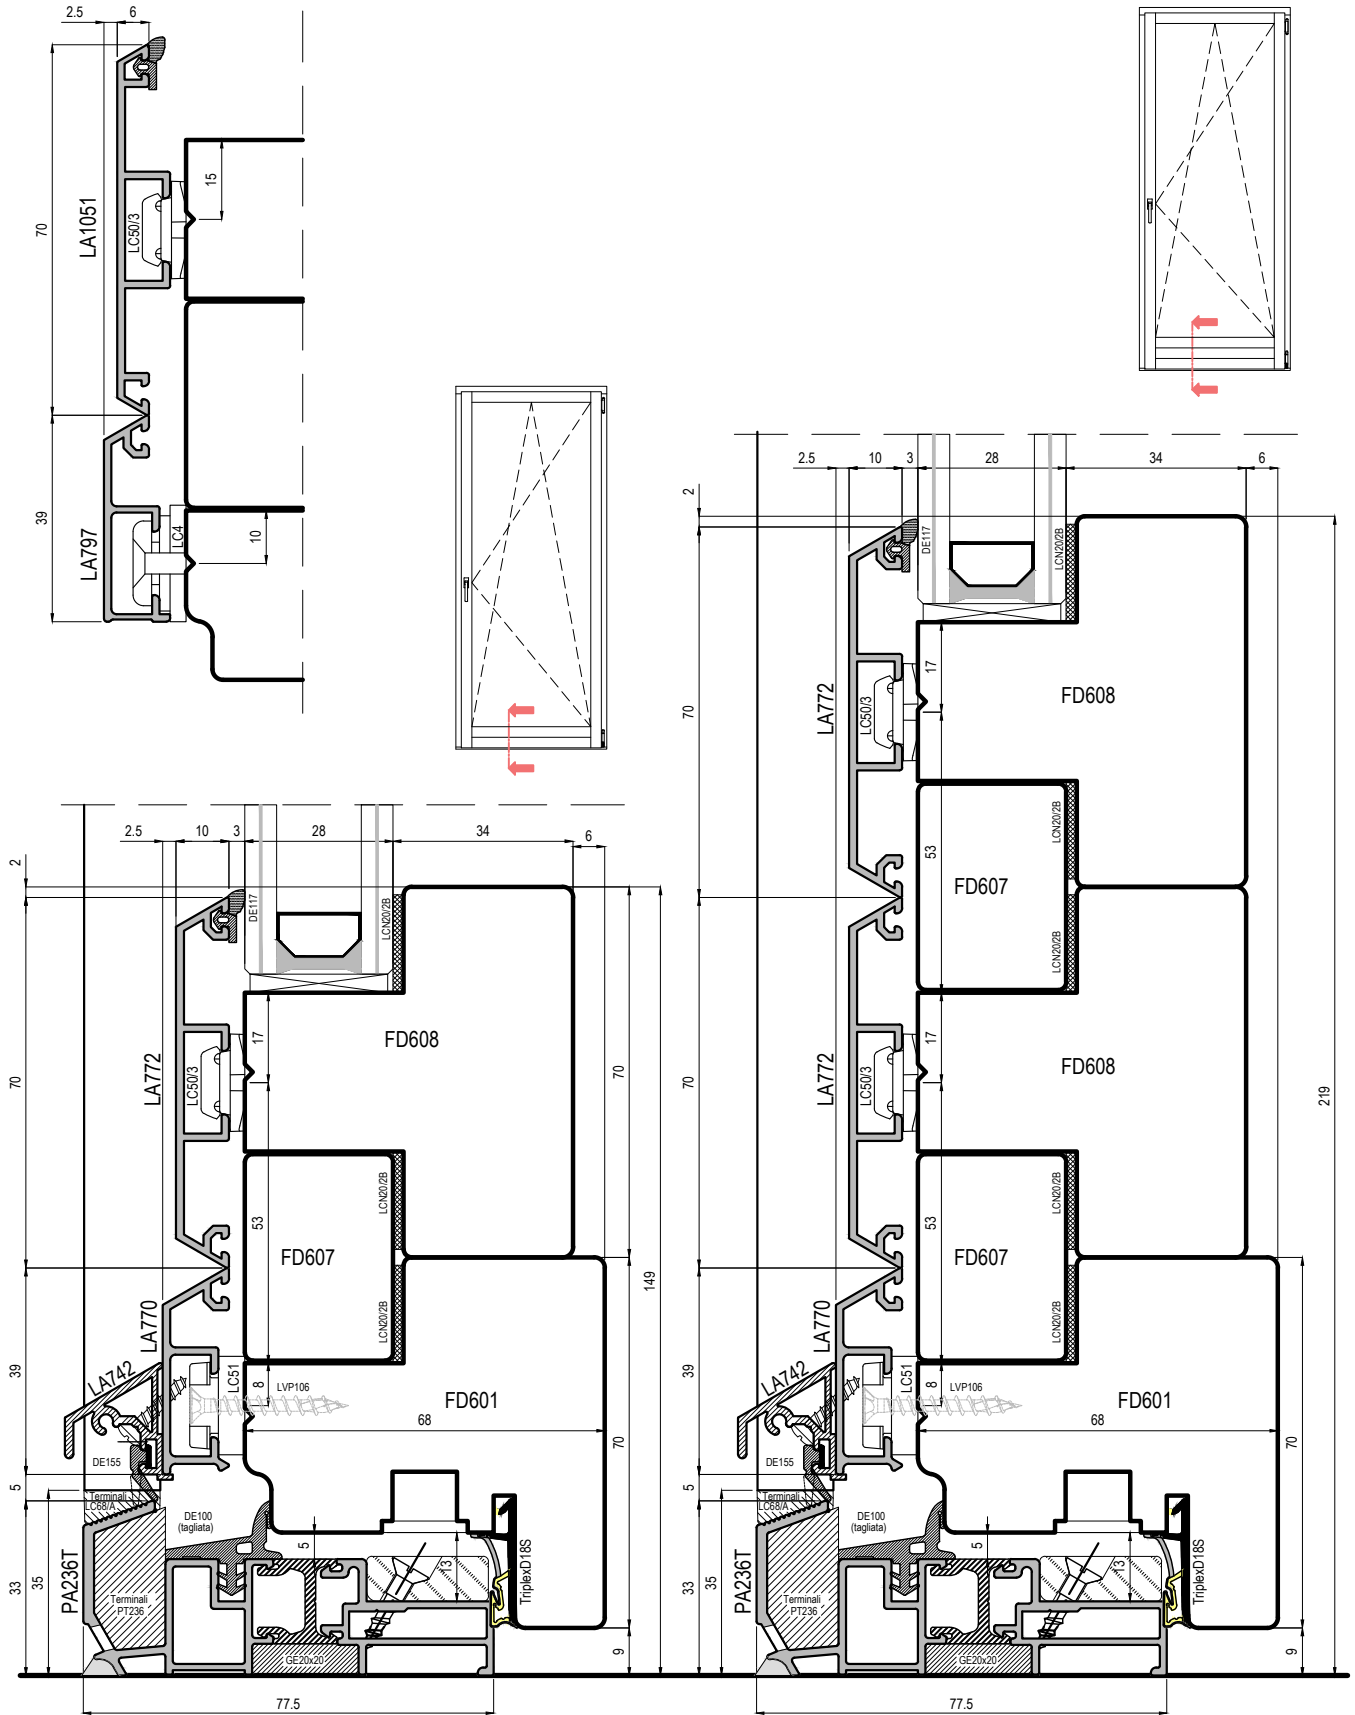 2.5
6
70
LA1051
LC50/3
15
39
LA797
LC4
10
2.5
10
3
28
34
6
2
DE117
LCN20/2B
17
FD608
70
LA772
LC50/3
53
FD607
LCN20/2B
LCN20/2B
70
149
39
LA770
LA742
LC51
8
LVP106
FD601
68
DE155
5
Terminali
LC68/A
DE100
(tagliata)
5
13
TriplexD18S
70
PA236T
33
35
Terminali
PT236
GE20x20
9
77.5
2.5
10
3
28
34
6
2
DE117
LCN20/2B
17
FD608
70
LA772
LC50/3
53
FD607
LCN20/2B
LCN20/2B
17
FD608
70
LA772
LC50/3
219
53
FD607
LCN20/2B
LCN20/2B
39
LA770
LA742
LC51
8
LVP106
FD601
68
DE155
5
Terminali
LC68/A
DE100
(tagliata)
5
13
TriplexD18S
70
PA236T
33
35
Terminali
PT236
GE20x20
9
77.5